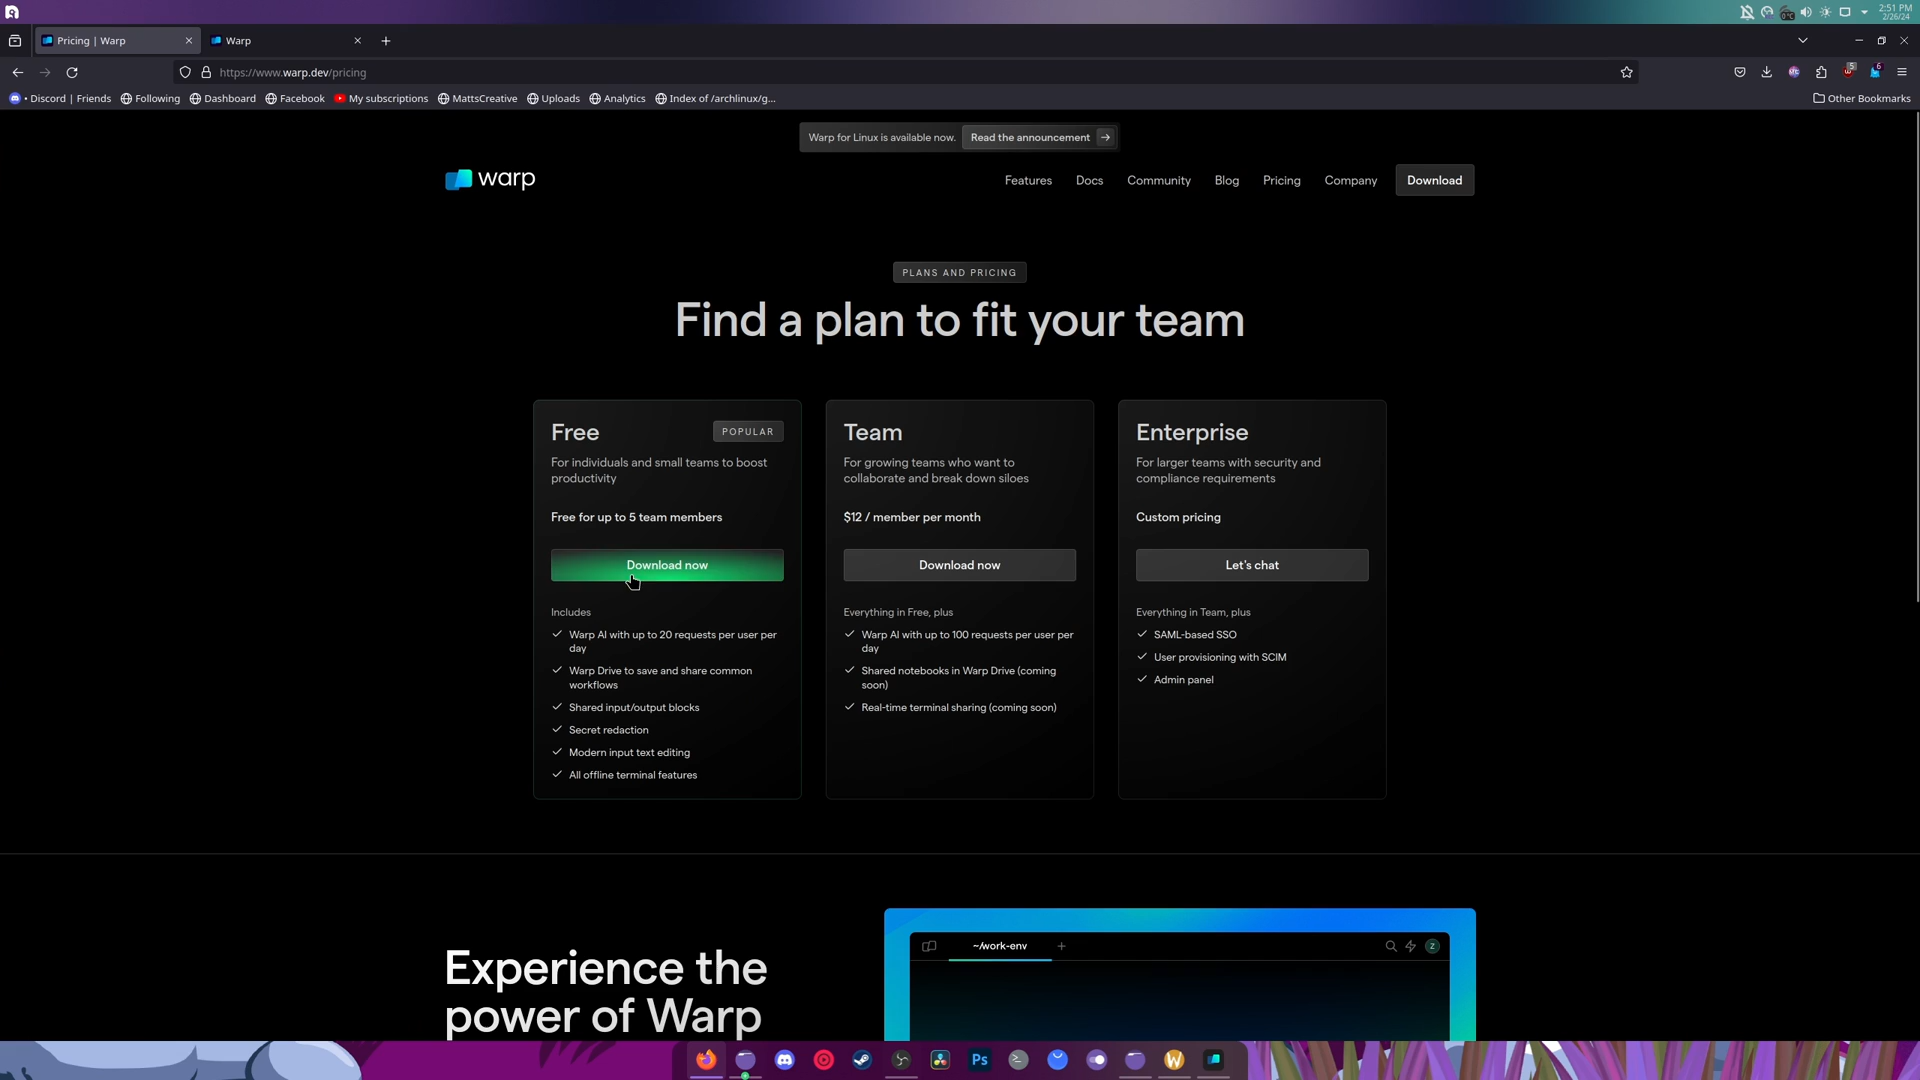 2:51 PM
2/26/24
Pricing | Warp
Warp
https://www.warp.dev/pricing
5
6
• Discord | Friends
Following
Dashboard
Facebook
My subscriptions
MattsCreative
Uploads
Analytics
Index of /archlinux/g...
Other Bookmarks
Warp for Linux is available now.
Read the announcement
warp
Features
Docs
Community
Blog
Pricing
Company
Download
PLANS AND PRICING
Find a plan to fit your team
Free
POPULAR
For individuals and small teams to boost
productivity
Free for up to 5 team members
Download now
Includes
Warp AI with up to 20 requests per user per
day
Warp Drive to save and share common
workflows
Shared input/output blocks
Secret redaction
Modern input text editing
All offline terminal features
Team
For growing teams who want to
collaborate and break down siloes
$12 / member per month
Download now
Everything in Free, plus
Warp AI with up to 100 requests per user per
day
Shared notebooks in Warp Drive (coming
soon)
Real-time terminal sharing (coming soon)
Enterprise
For larger teams with security and
compliance requirements
Custom pricing
Let's chat
Everything in Team, plus
SAML-based SSO
User provisioning with SCIM
Admin panel
Experience the
power of Warp
~/work-env
Z
Ps
W